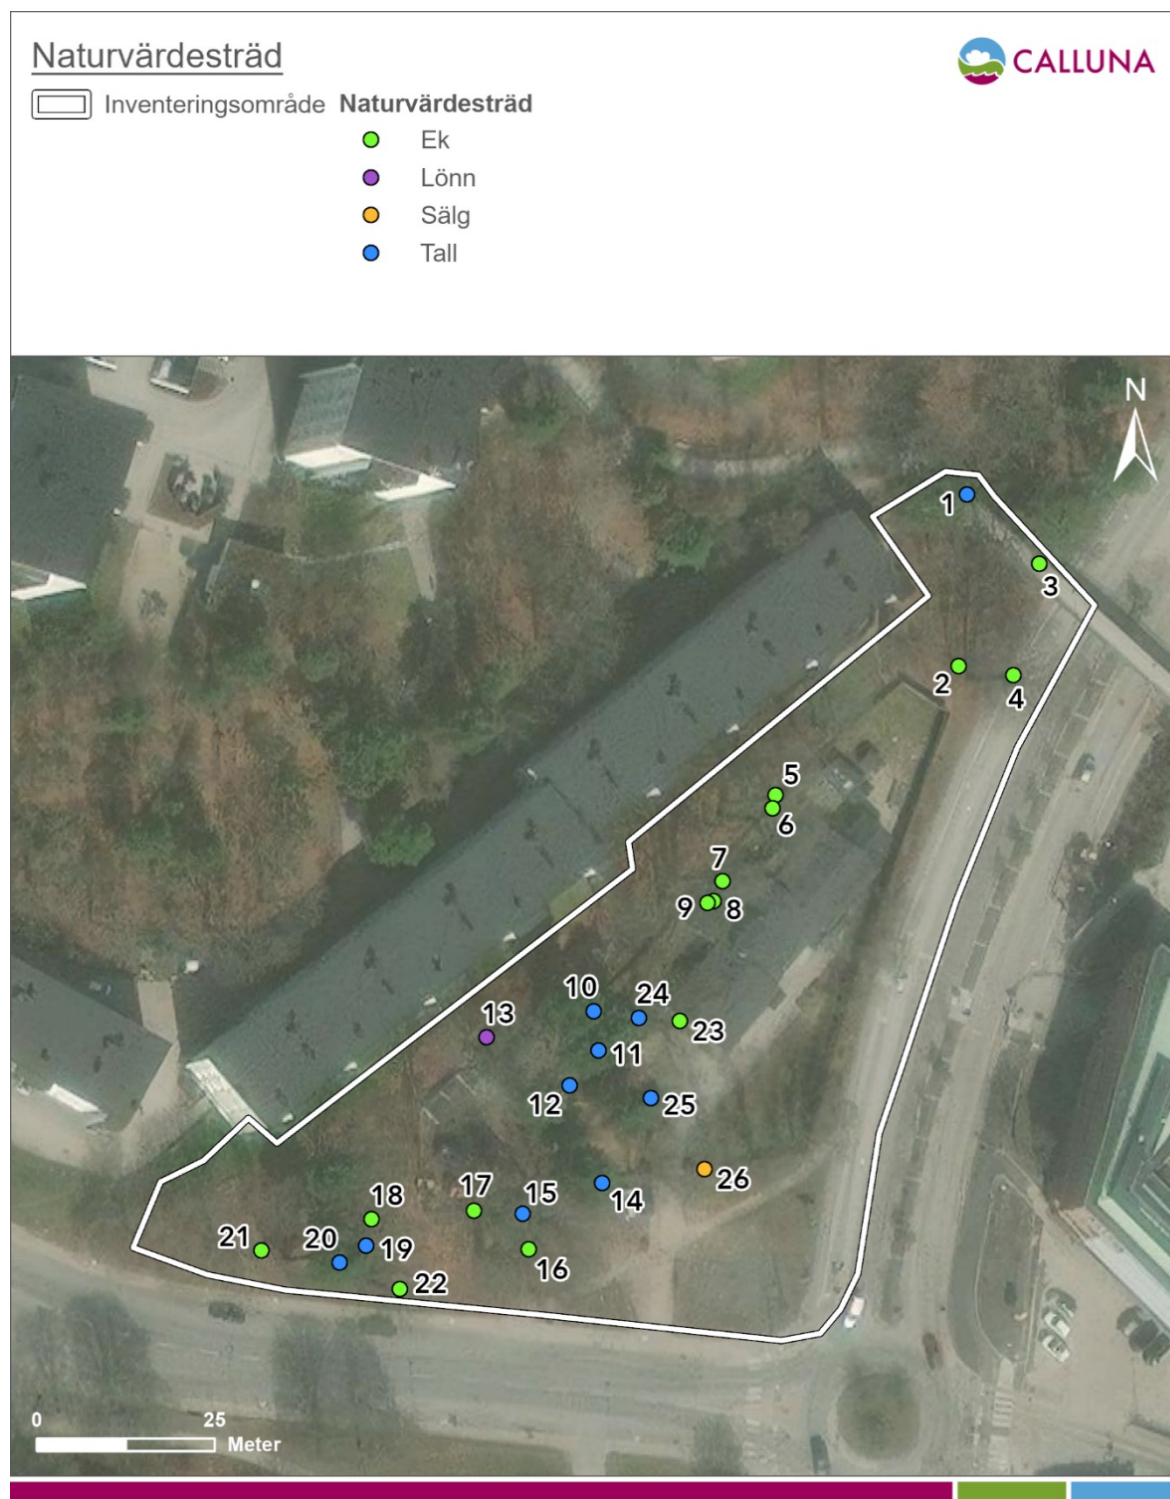 Naturvärdesträd
CALLUNA
Inventeringsområde
Naturvärdesträd
Ek
Lönn
Sälg
Tall
N
1
3
2
4
5
6
7
9
8
10
24
13
23
11
12
25
26
14
17
15
18
21
20
19
16
22
0
25
Meter